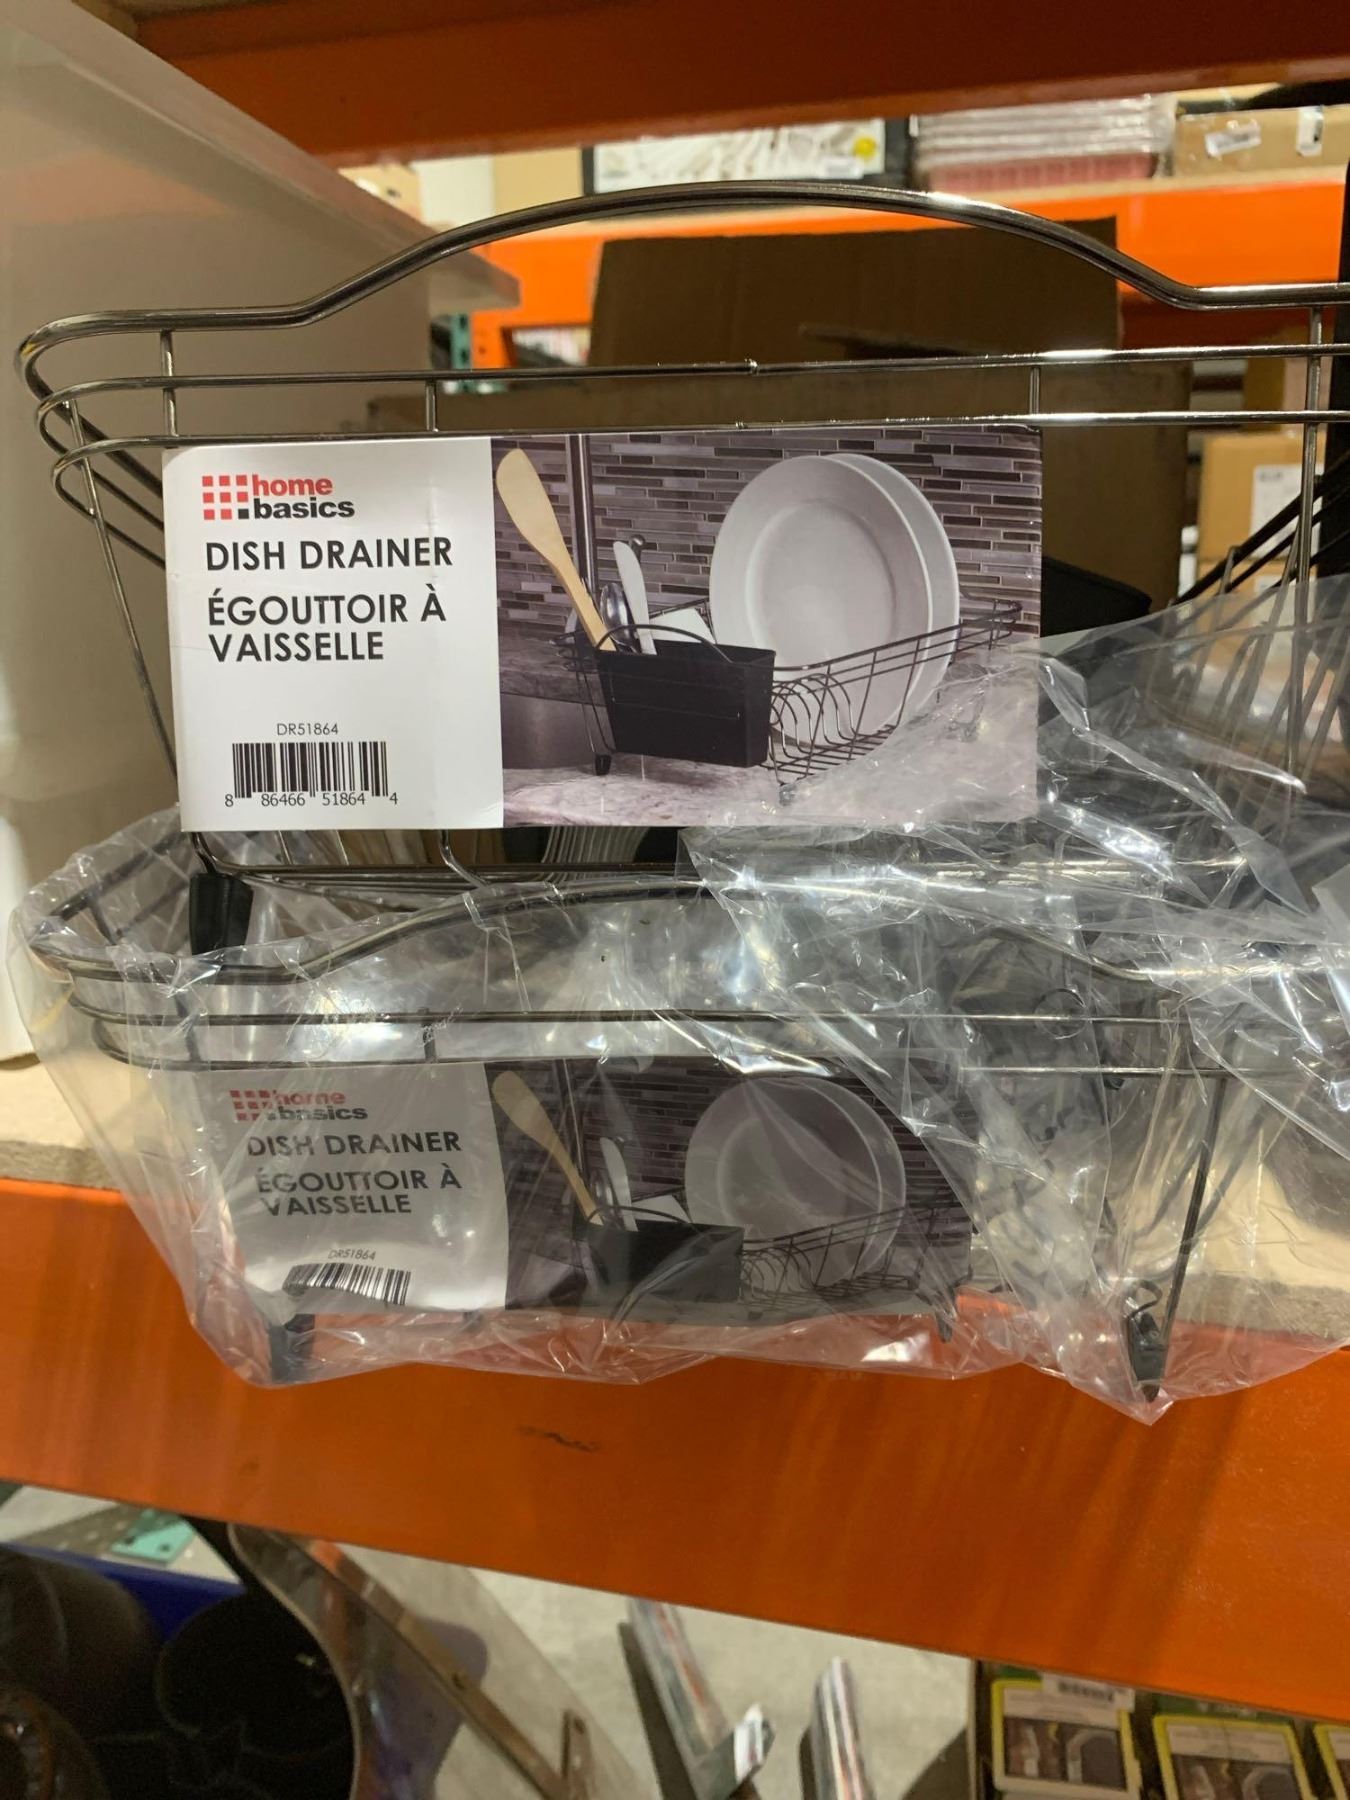 home
basics
DISH DRAINER
ÉGOUTTOIR À
VAISSELLE
DR51864
8 86466 51864 4
home
basics
DISH DRAINER
ÉGOUTTOIR À
VAISSELLE
DR51864